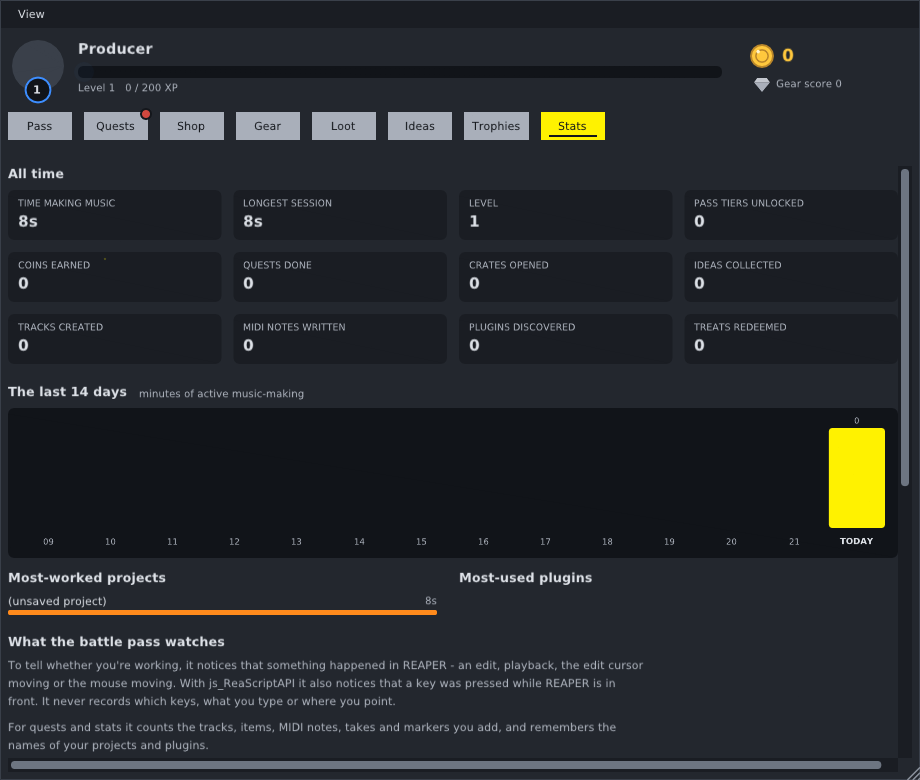 View
Producer
0
1
Level 1 0 / 200 XP
Gear score 0
Pass Quests Shop Gear Loot Ideas Trophies Stats
All time
TIME MAKING MUSIC LONGEST SESSION LEVEL PASS TIERS UNLOCKED
8s 8s 1 0
COINS EARNED QUESTS DONE CRATES OPENED IDEAS COLLECTED
0 0 0 0
TRACKS CREATED MIDI NOTES WRITTEN PLUGINS DISCOVERED TREATS REDEEMED
0 0 0 0
The last 14 days minutes of active music-making
0
09 10 11 12 13 14 15 16 17 18 19 20 21 TODAY
Most-worked projects Most-used plugins
(unsaved project) 8s
What the battle pass watches
To tell whether you're working, it notices that something happened in REAPER - an edit, playback, the edit cursor
moving or the mouse moving. With js_ReaScriptAPI it also notices that a key was pressed while REAPER is in
front. It never records which keys, what you type or where you point.
For quests and stats it counts the tracks, items, MIDI notes, takes and markers you add, and remembers the
names of your projects and plugins.